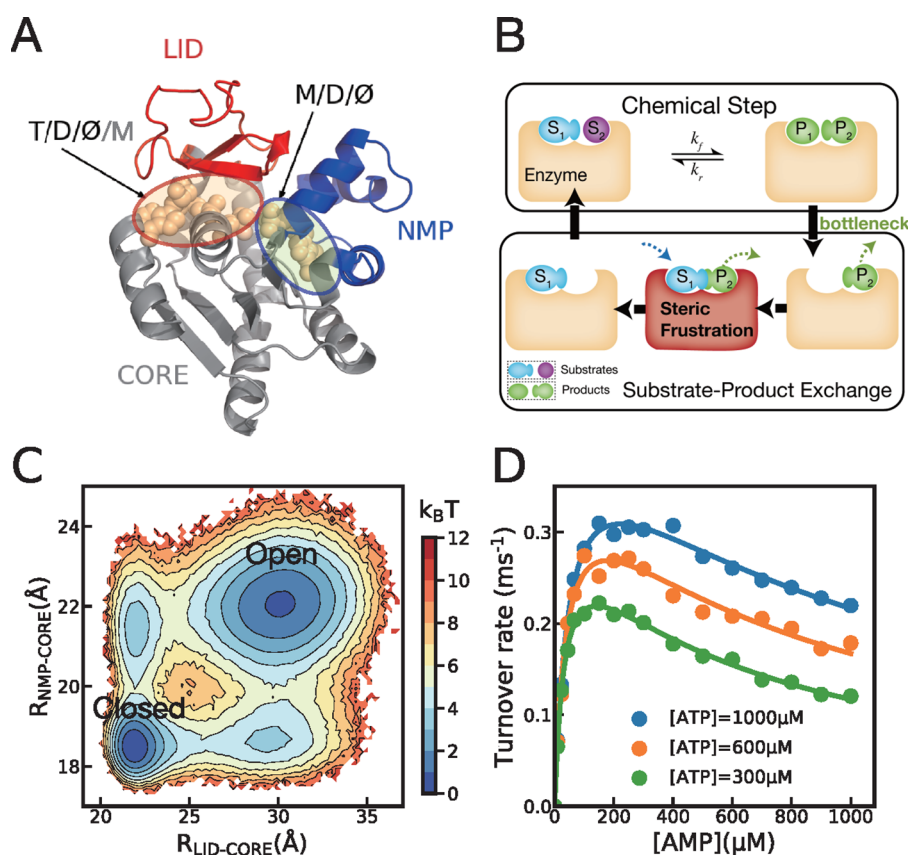 A
LID
M/D/Ø
T/D/Ø/M
NMP
CORE
B
Chemical Step
S1 S2
P1 P2
kf
kr
Enzyme
bottleneck
S1
S1 P2
P2
Steric
Frustration
Substrates
Products
Substrate-Product Exchange
C
kBT
Open
Closed
RNMP-CORE(Å)
24
22
20
18
20 25 30 35
RLID-CORE(Å)
12
10
8
6
4
2
0
D
Turnover rate (ms-1)
0.3
0.2
0.1
0.0
[ATP]=1000µM
[ATP]=600µM
[ATP]=300µM
0 200 400 600 800 1000
[AMP](µM)